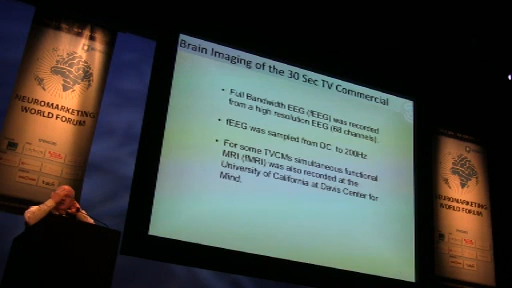 Brain Imaging of the 30 Sec TV Commercial
• Full Bandwidth EEG (fEEG) was recorded
from a high resolution EEG (68 channels).
• fEEG was sampled from DC to 200Hz
• For some TVCMs simultaneous functional
MRI (fMRI) was also recorded at the
University of California at Davis Center for
Mind.
NEUROMARKETING
WORLD FORUM
NEUROMARKETING
WORLD FORUM